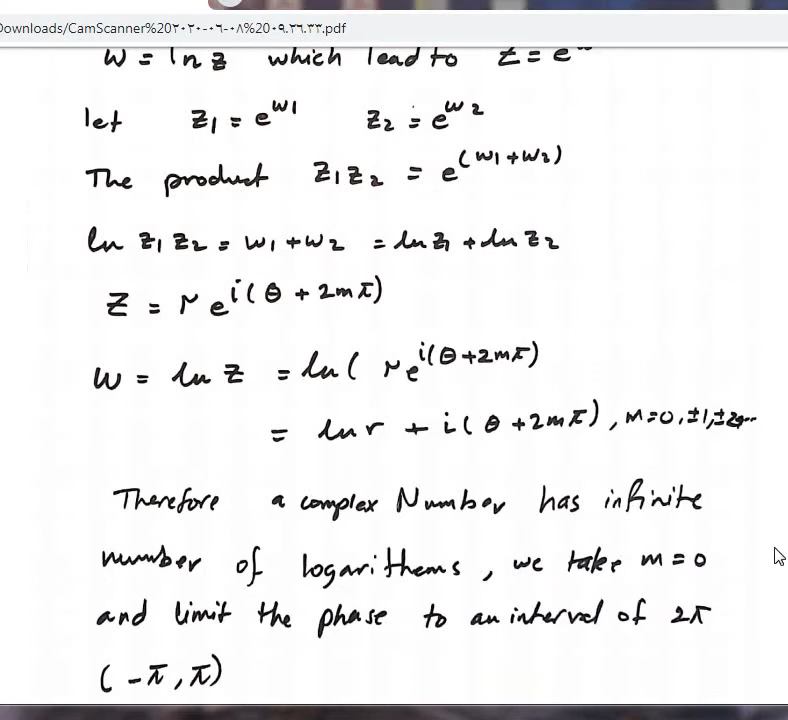 Downloads/CamScanner%20٢٠٢٠-٠٦-٠٨%20٠٩.٢٦.٣٣.pdf
w = ln z which lead to z = e
let z₁ = e^w₁ z₂ = e^w₂
The product z₁z₂ = e^(w₁+w₂)
ln z₁ z₂ = w₁+w₂ = ln z₁ + ln z₂
z = r e^i(θ + 2mπ)
w = ln z = ln( r e^i(θ+2mπ)
= ln r + i(θ+2mπ), m=0,±1,±2,...
Therefore a complex Number has infinite
number of logarithems, we take m=0
and limit the phase to an interval of 2π
(-π,π)